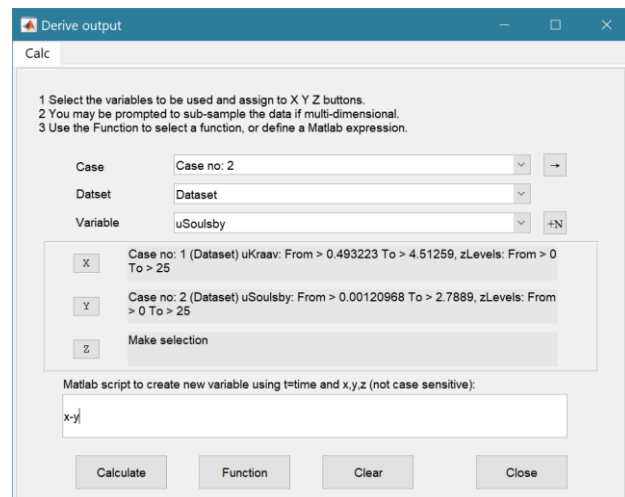 Derive output
Calc
1 Select the variables to be used and assign to X Y Z buttons.
2 You may be prompted to sub-sample the data if multi-dimensional.
3 Use the Function to select a function, or define a Matlab expression.
Case Case no: 2 →
Datset Dataset
Variable uSoulsby +N
X Case no: 1 (Dataset) uKraav: From > 0.493223 To > 4.51259, zLevels: From > 0
To > 25
Y Case no: 2 (Dataset) uSoulsby: From > 0.00120968 To > 2.7889, zLevels: From
> 0 To > 25
Z Make selection
Matlab script to create new variable using t=time and x,y,z (not case sensitive):
x-y
Calculate Function Clear Close